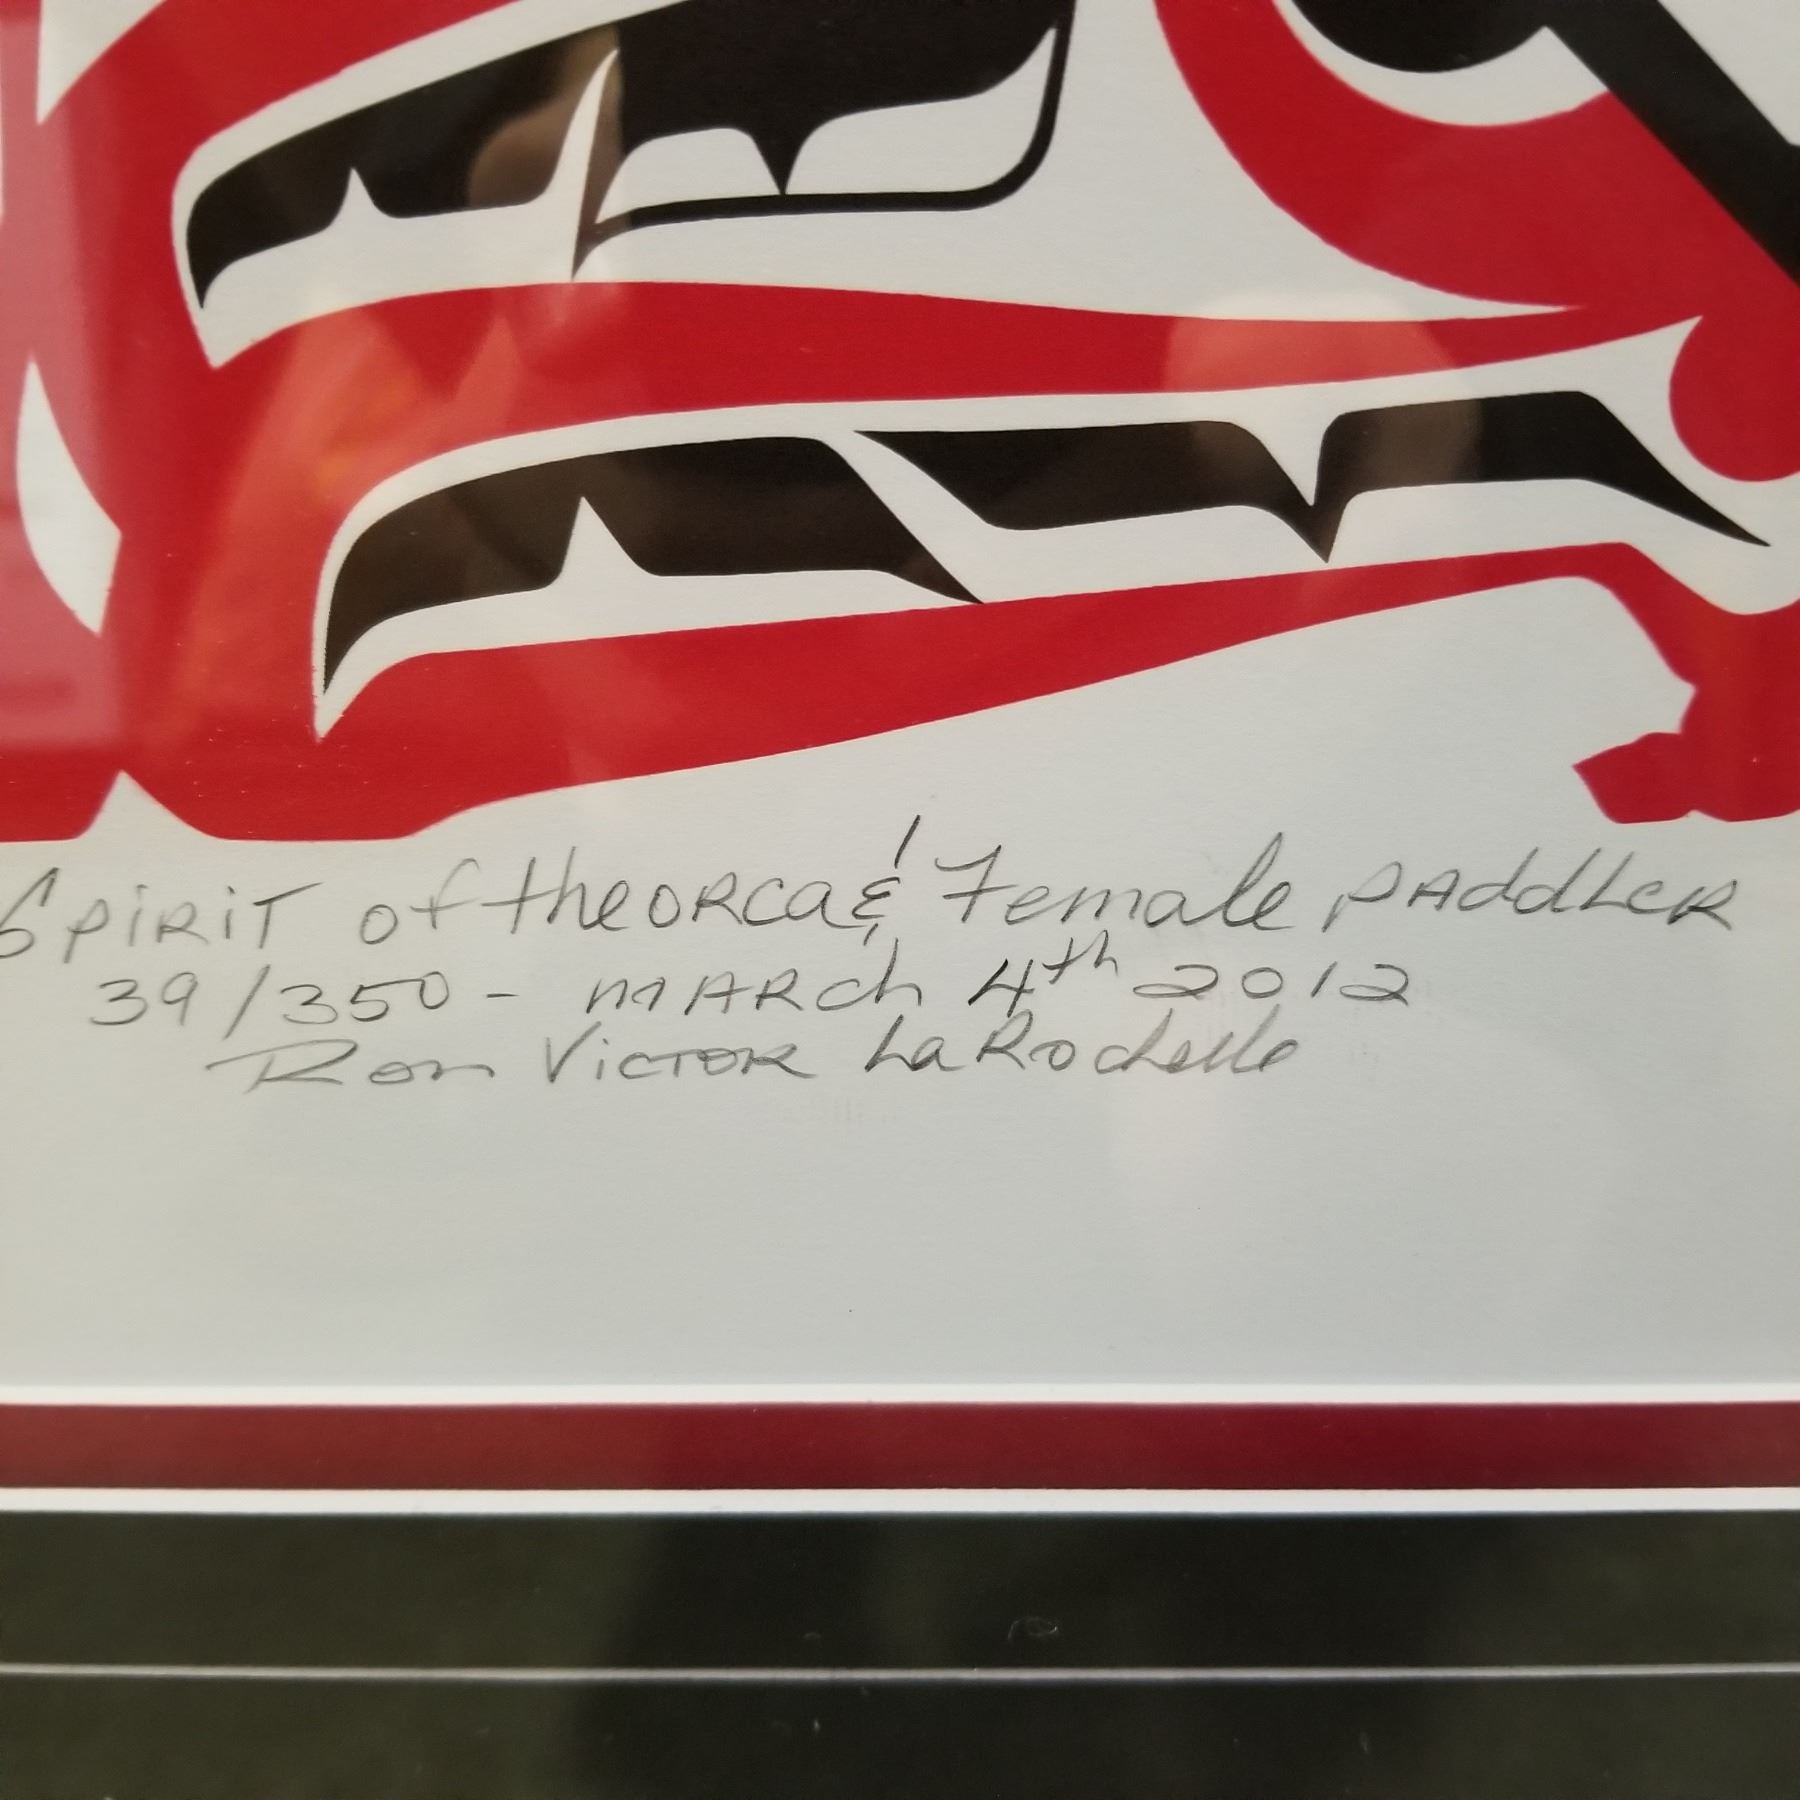 Spirit of the ORCA & Female PADDLER
39/350 - MARCh 4th 2012
Ron VICTOR LaRochelle